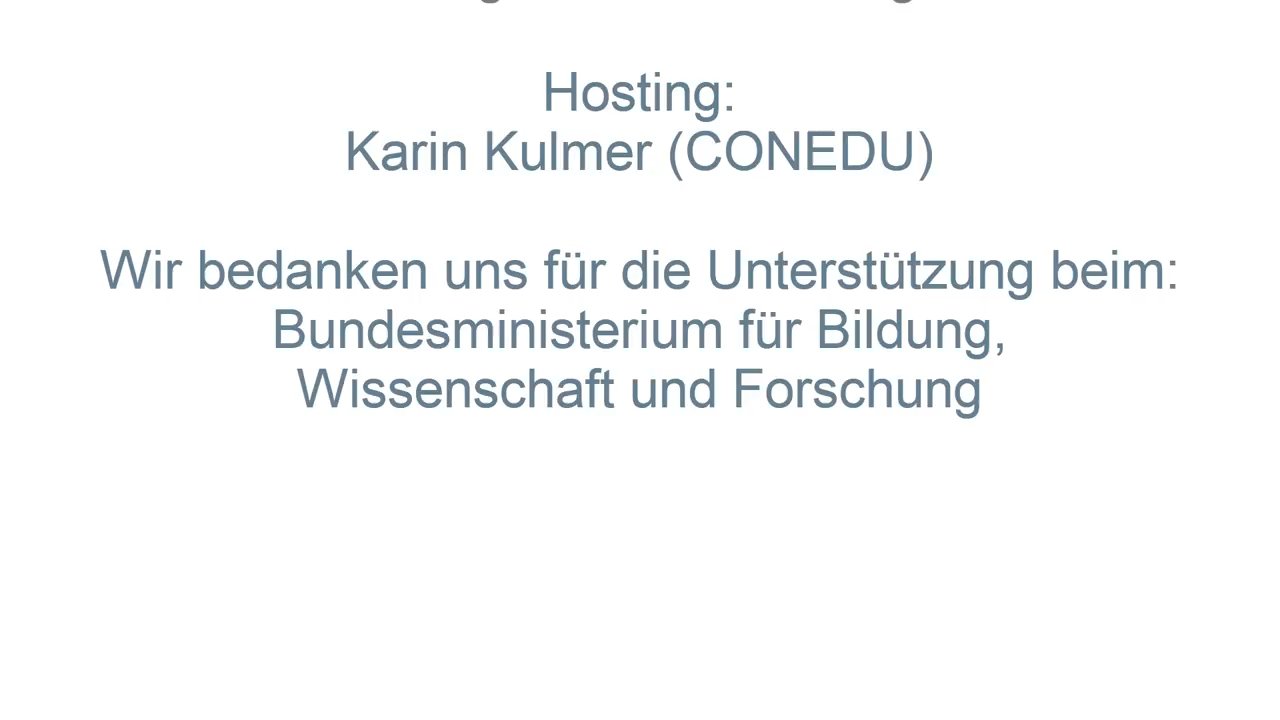 Hosting:
Karin Kulmer (CONEDU)
Wir bedanken uns für die Unterstützung beim:
Bundesministerium für Bildung,
Wissenschaft und Forschung